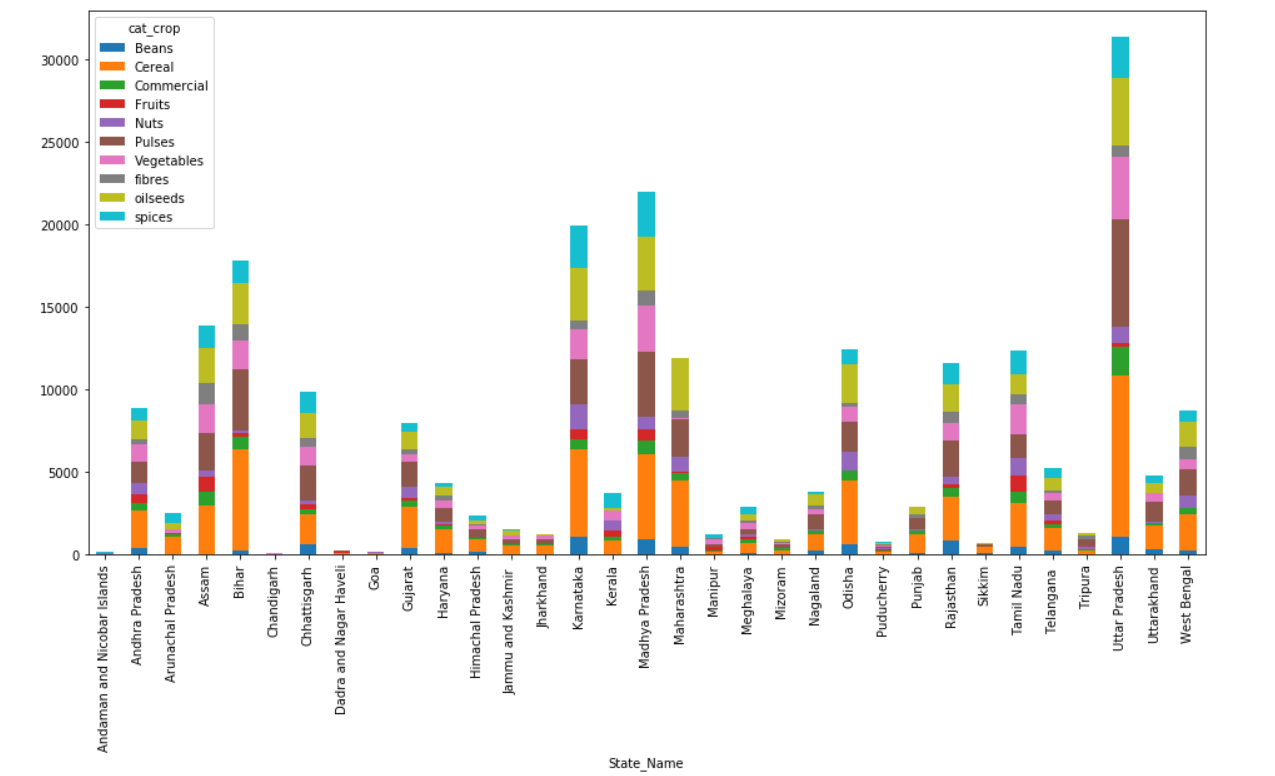 cat_crop
Beans
Cereal
Commercial
Fruits
Nuts
Pulses
Vegetables
fibres
oilseeds
spices
30000
25000
20000
15000
10000
5000
0
Andaman and Nicobar Islands
Andhra Pradesh
Arunachal Pradesh
Assam
Bihar
Chandigarh
Chhattisgarh
Dadra and Nagar Haveli
Goa
Gujarat
Haryana
Himachal Pradesh
Jammu and Kashmir
Jharkhand
Karnataka
Kerala
Madhya Pradesh
Maharashtra
Manipur
Meghalaya
Mizoram
Nagaland
Odisha
Puducherry
Punjab
Rajasthan
Sikkim
Tamil Nadu
Telangana
Tripura
Uttar Pradesh
Uttarakhand
West Bengal
State_Name